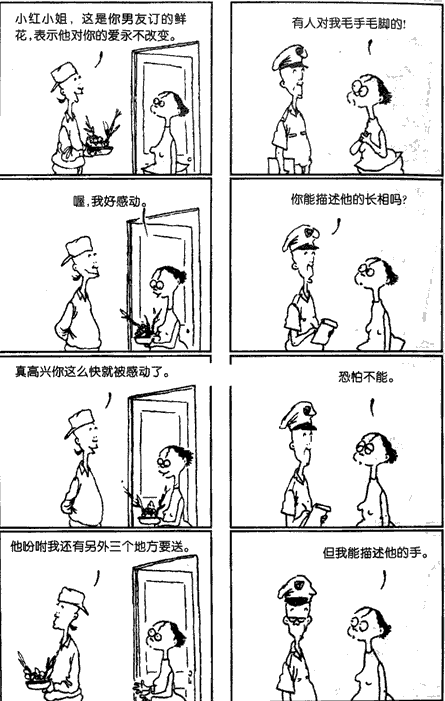 小红小姐，这是你男友订的鲜
花，表示他对你的爱永不改变。
喔，我好感动。
真高兴你这么快就被感动了。
他吩咐我还有另外三个地方要送。
有人对我毛手毛脚的！
你能描述他的长相吗？
恐怕不能。
但我能描述他的手。